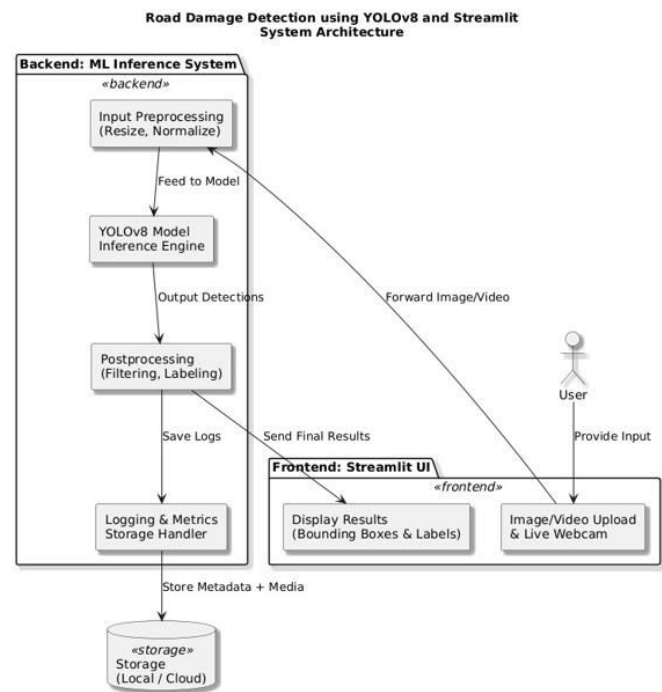 Road Damage Detection using YOLOv8 and Streamlit
System Architecture
Backend: ML Inference System
«backend»
Input Preprocessing
(Resize, Normalize)
Feed to Model
YOLOv8 Model
Inference Engine
Output Detections
Forward Image/Video
Postprocessing
(Filtering, Labeling)
User
Save Logs
Send Final Results
Provide Input
Frontend: Streamlit UI
«frontend»
Logging & Metrics
Storage Handler
Display Results
(Bounding Boxes & Labels)
Image/Video Upload
& Live Webcam
Store Metadata + Media
«storage»
Storage
(Local / Cloud)